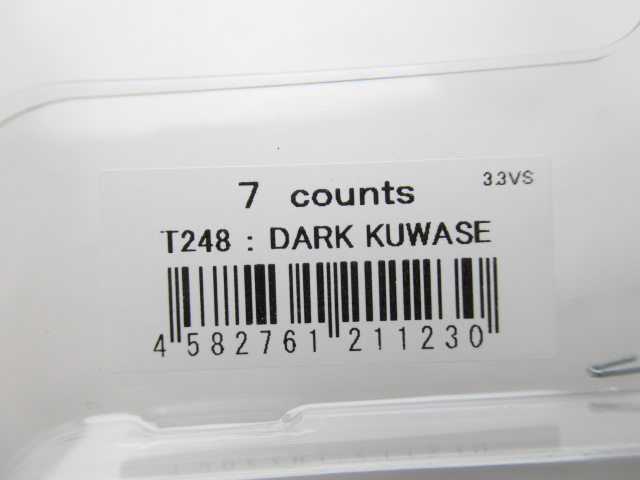 7 counts 3.3VS
T248 : DARK KUWASE
4 582761 211230